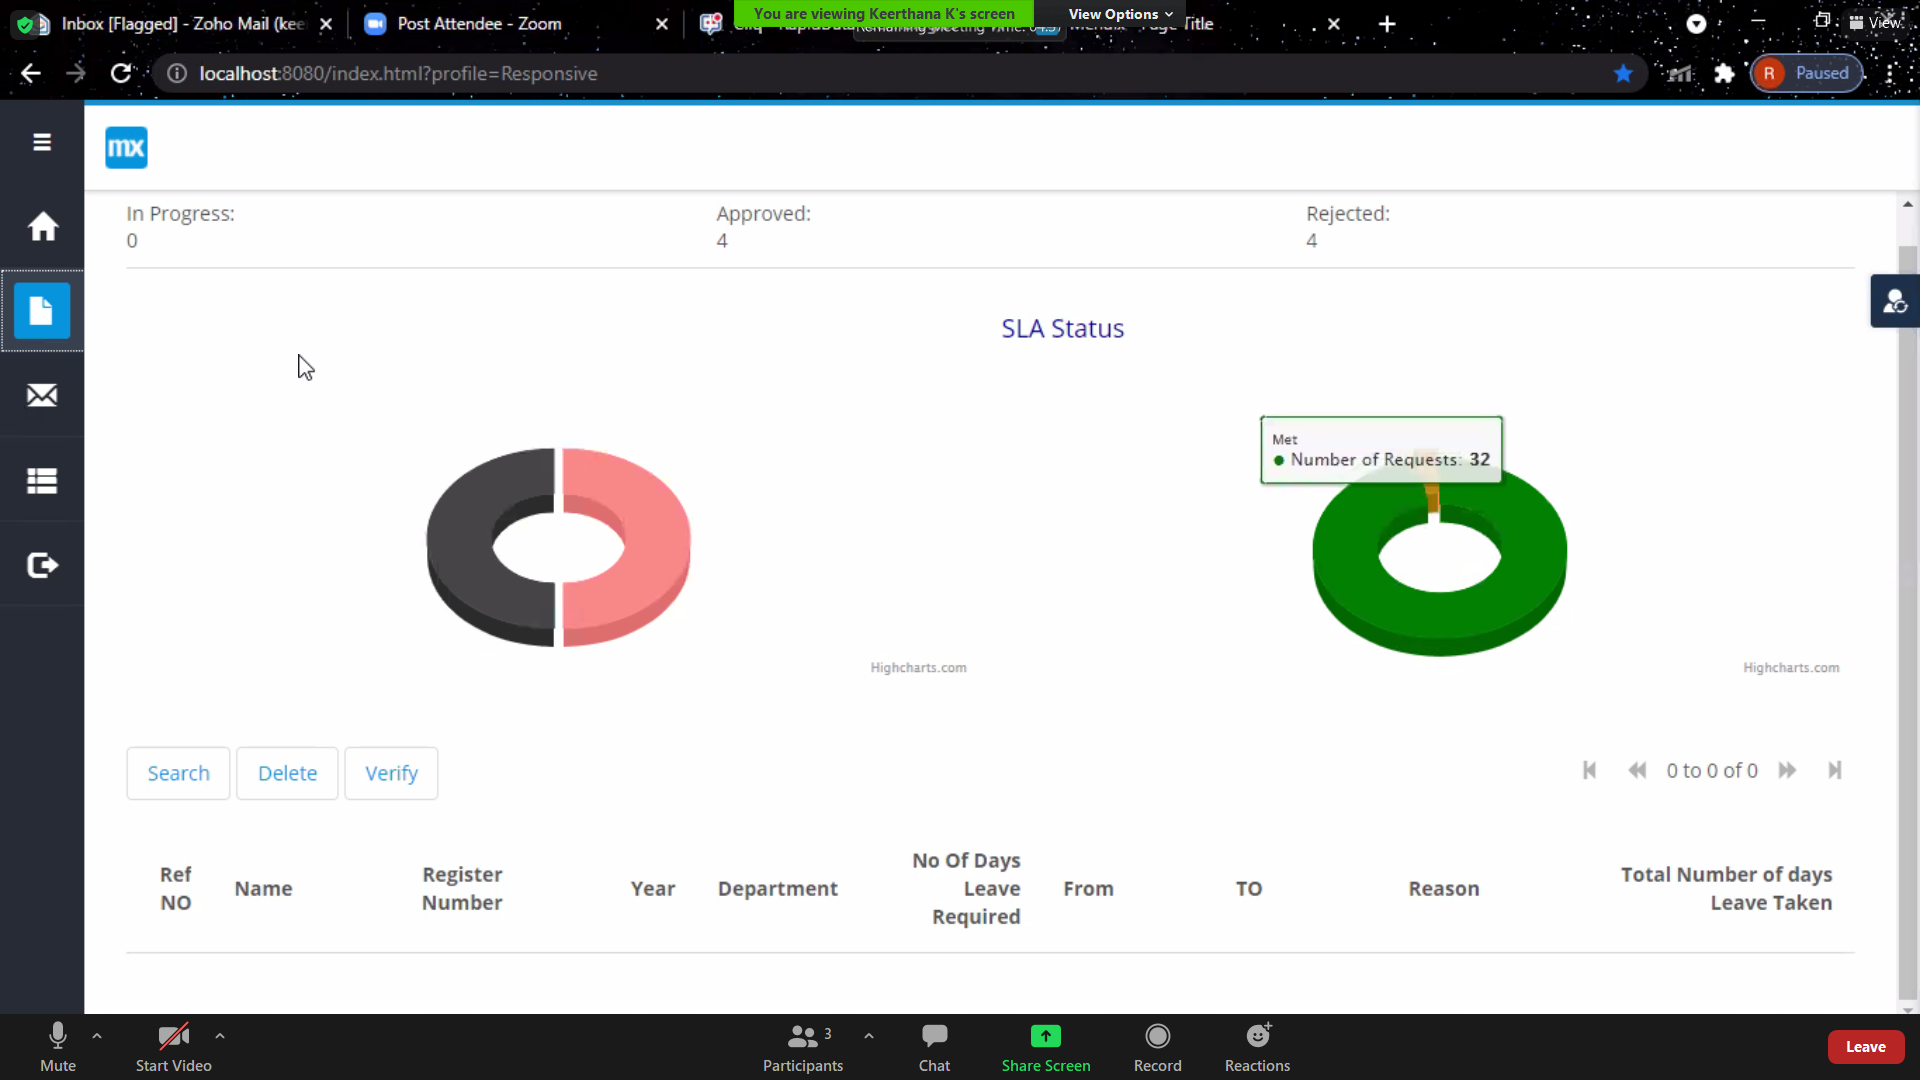 Inbox [Flagged] - Zoho Mail (kee
Post Attendee - Zoom
You are viewing Keerthana K's screen
View Options
Title
View
localhost:8080/index.html?profile=Responsive
R
Paused
mx
In Progress:
0
Approved:
4
Rejected:
4
SLA Status
Met
Number of Requests: 32
Highcharts.com
Highcharts.com
Search
Delete
Verify
0 to 0 of 0
Ref
NO
Name
Register
Number
Year
Department
No Of Days
Leave
Required
From
TO
Reason
Total Number of days
Leave Taken
Mute
Start Video
Participants
3
Chat
Share Screen
Record
Reactions
Leave